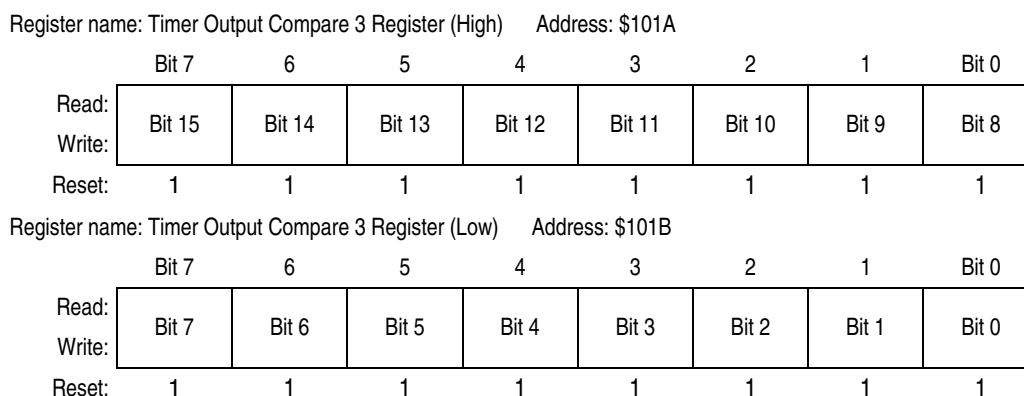 Register name: Timer Output Compare 3 Register (High) Address: $101A
Bit 7 6 5 4 3 2 1 Bit 0
Read:
Bit 15 Bit 14 Bit 13 Bit 12 Bit 11 Bit 10 Bit 9 Bit 8
Write:
Reset: 1 1 1 1 1 1 1 1
Register name: Timer Output Compare 3 Register (Low) Address: $101B
Bit 7 6 5 4 3 2 1 Bit 0
Read:
Bit 7 Bit 6 Bit 5 Bit 4 Bit 3 Bit 2 Bit 1 Bit 0
Write:
Reset: 1 1 1 1 1 1 1 1